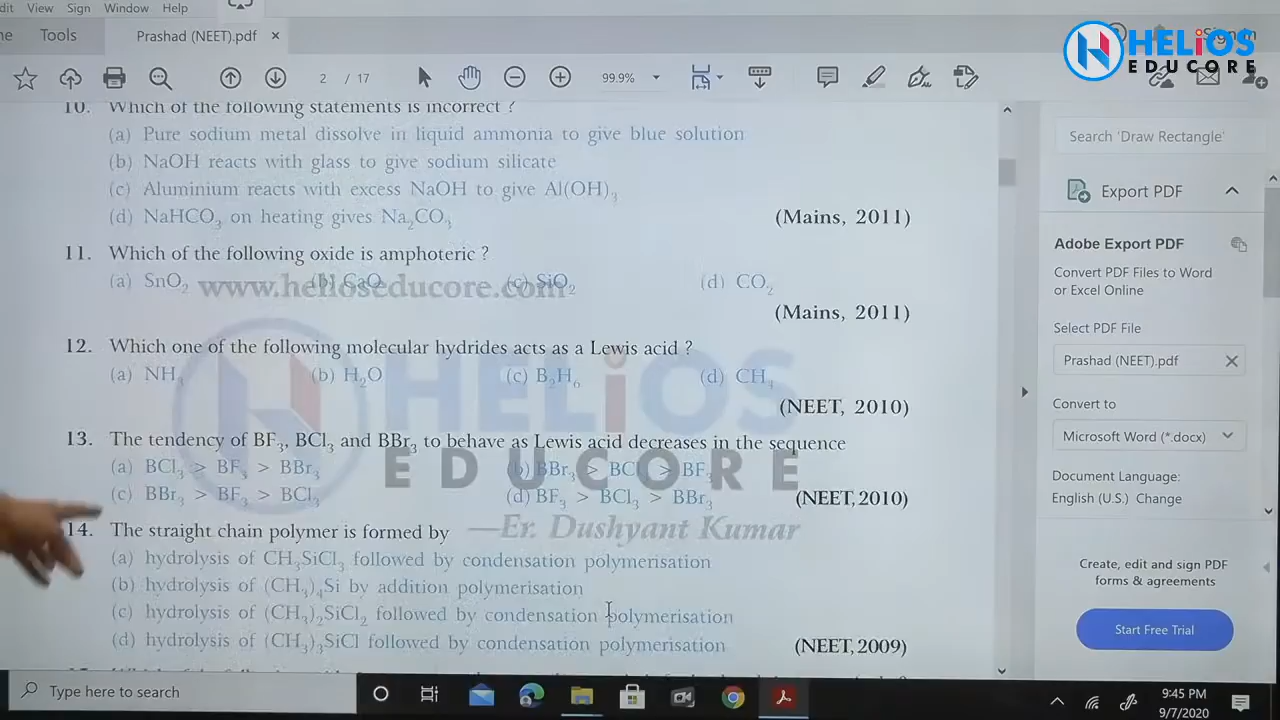 dit View Sign Window Help
Tools Prashad (NEET).pdf ×
HELiOS
EDUCORE
2 / 17 99.9%
10. Which of the following statements is incorrect ?
(a) Pure sodium metal dissolve in liquid ammonia to give blue solution
(b) NaOH reacts with glass to give sodium silicate
(c) Aluminium reacts with excess NaOH to give Al(OH)₃
(d) NaHCO₃ on heating gives Na₂CO₃ (Mains, 2011)
11. Which of the following oxide is amphoteric ?
(a) SnO₂ (b) CaO (c) SiO₂ (d) CO₂
www.helioseducore.com
(Mains, 2011)
12. Which one of the following molecular hydrides acts as a Lewis acid ?
(a) NH₃ (b) H₂O (c) B₂H₆ (d) CH₄
(NEET, 2010)
HELiOS
13. The tendency of BF₃, BCl₃ and BBr₃ to behave as Lewis acid decreases in the sequence
(a) BCl₃ > BF₃ > BBr₃ (b) BBr₃ > BCl > BF₃
EDUCORE
(c) BBr₃ > BF₃ > BCl₃ (d) BF₃ > BCl₃ > BBr₃ (NEET, 2010)
14. The straight chain polymer is formed by
—Er. Dushyant Kumar
(a) hydrolysis of CH₃SiCl₃ followed by condensation polymerisation
(b) hydrolysis of (CH₃)₄Si by addition polymerisation
(c) hydrolysis of (CH₃)₂SiCl₂ followed by condensation polymerisation
(d) hydrolysis of (CH₃)₃SiCl followed by condensation polymerisation (NEET, 2009)
Search 'Draw Rectangle'
Export PDF
Adobe Export PDF
Convert PDF Files to Word
or Excel Online
Select PDF File
Prashad (NEET).pdf ×
Convert to
Microsoft Word (*.docx)
Document Language:
English (U.S.) Change
Create, edit and sign PDF
forms & agreements
Start Free Trial
Type here to search
9:45 PM
9/7/2020